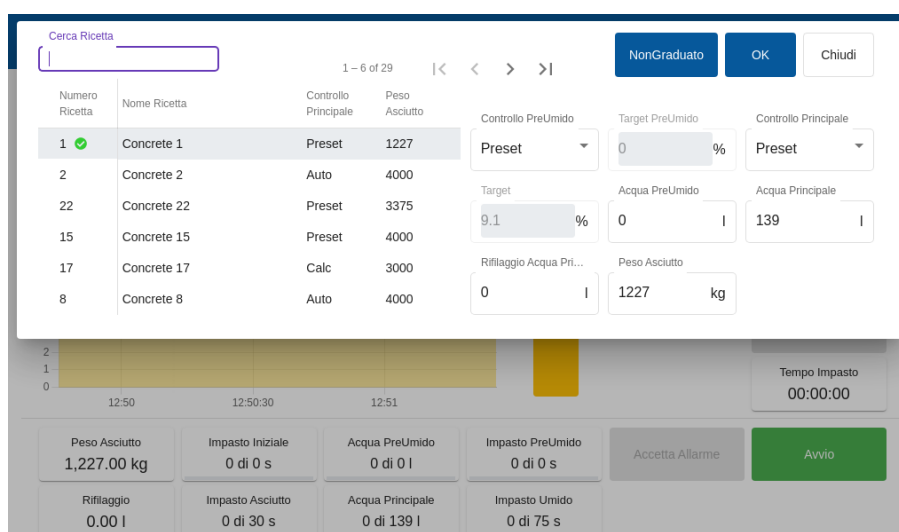 Cerca Ricetta
1 – 6 of 29
NonGraduato
OK
Chiudi
Numero Ricetta
Nome Ricetta
Controllo Principale
Peso Asciutto
1 Concrete 1 Preset 1227
2 Concrete 2 Auto 4000
22 Concrete 22 Preset 3375
15 Concrete 15 Preset 4000
17 Concrete 17 Calc 3000
8 Concrete 8 Auto 4000
Controllo PreUmido
Preset
Target PreUmido
0 %
Controllo Principale
Preset
Target
9.1 %
Acqua PreUmido
0 l
Acqua Principale
139 l
Rifilaggio Acqua Pri...
0 l
Peso Asciutto
1227 kg
2
1
0
12:50 12:50:30 12:51
Tempo Impasto
00:00:00
Peso Asciutto
1,227.00 kg
Impasto Iniziale
0 di 0 s
Acqua PreUmido
0 di 0 l
Impasto PreUmido
0 di 0 s
Accetta Allarme
Avvio
Rifilaggio
0.00 l
Impasto Asciutto
0 di 30 s
Acqua Principale
0 di 139 l
Impasto Umido
0 di 75 s